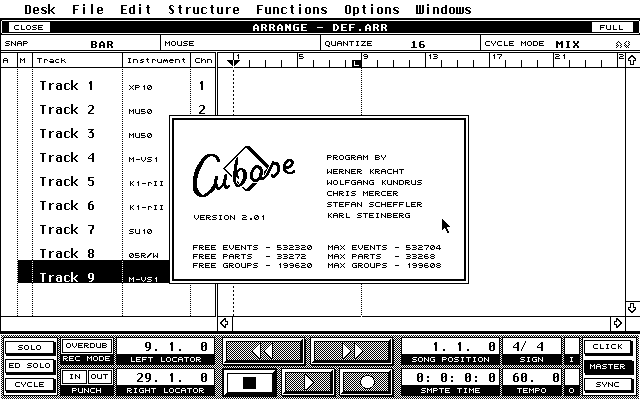 Desk File Edit Structure Functions Options Windows
CLOSE ARRANGE - DEF.ARR FULL
SNAP BAR MOUSE QUANTIZE 16 CYCLE MODE MIX
A M Track Instrument Chn 1 5 9 13 17 21 2
Track 1 XP10 1
Track 2 MU50 2
Track 3 MU50
Track 4 M-VS1
Track 5 K1-rII
Track 6 K1-rII
Track 7 SU10
Track 8 05R/W
Track 9 M-VS1
Cubase
VERSION 2.01
PROGRAM BY
WERNER KRACHT
WOLFGANG KUNDRUS
CHRIS MERCER
STEFAN SCHEFFLER
KARL STEINBERG
FREE EVENTS - 532320 MAX EVENTS - 532704
FREE PARTS - 33272 MAX PARTS - 33268
FREE GROUPS - 199620 MAX GROUPS - 199608
SOLO OVERDUB 9. 1. 0 1. 1. 0 4/ 4 CLICK
ED SOLO REC MODE LEFT LOCATOR SONG POSITION SIGN I MASTER
CYCLE IN OUT 29. 1. 0 0: 0: 0: 0 60. 0 SYNC
PUNCH RIGHT LOCATOR SMPTE TIME TEMPO O